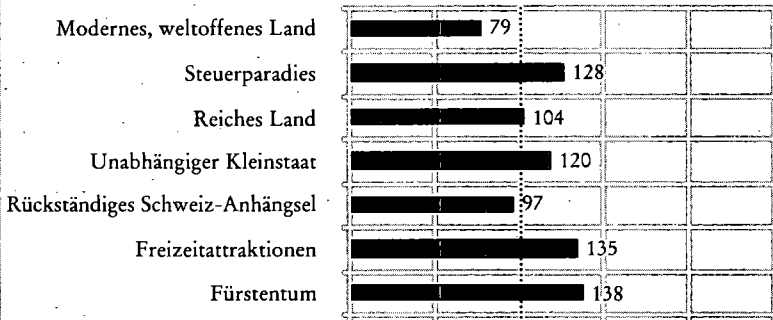 Modernes, weltoffenes Land 79
Steuerparadies 128
Reiches Land 104
Unabhängiger Kleinstaat 120
Rückständiges Schweiz-Anhängsel 97
Freizeitattraktionen 135
Fürstentum 138